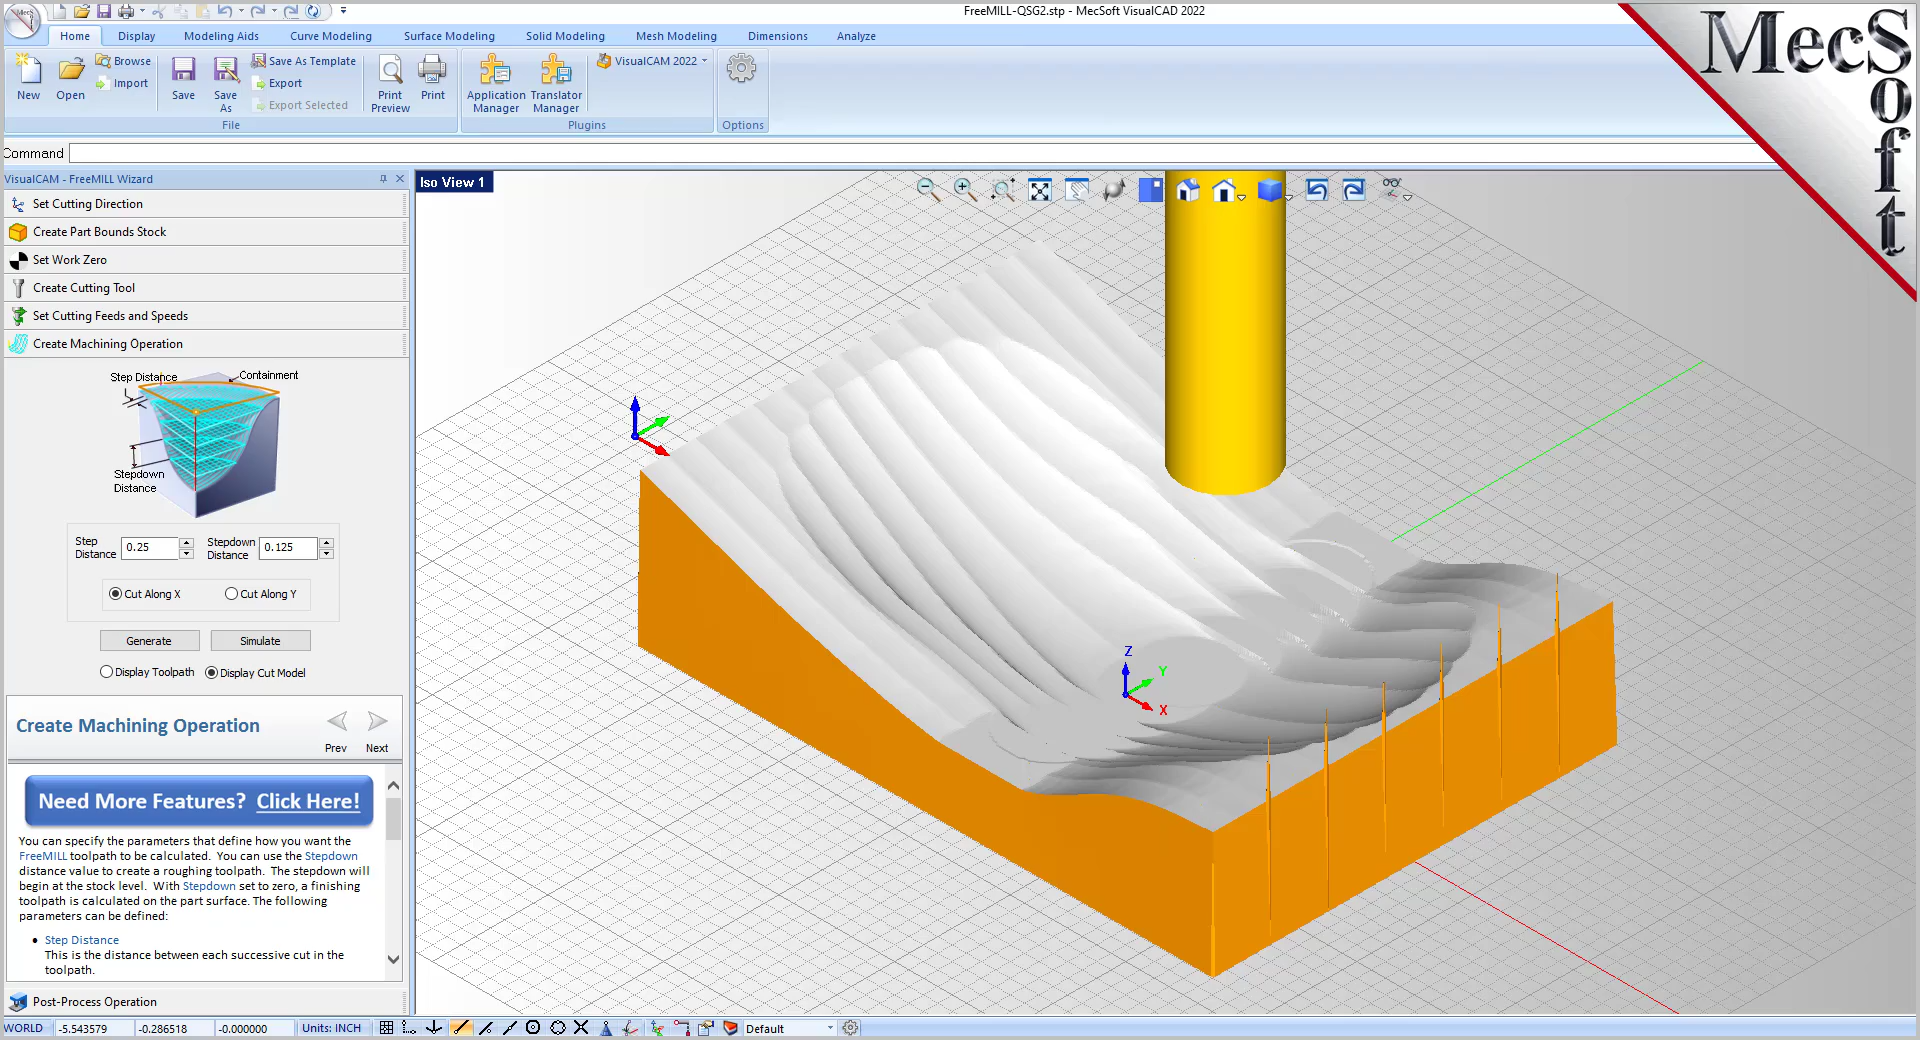 FreeMILL-QSG2.stp - MecSoft VisualCAD 2022
MecSoft
Home Display Modeling Aids Curve Modeling Surface Modeling Solid Modeling Mesh Modeling Dimensions Analyze
New Open Browse Import Save Save As Save As Template Export Export Selected Print Preview Print Application Manager Translator Manager VisualCAM 2022
File Plugins Options
Command
VisualCAM - FreeMILL Wizard
Iso View 1
Set Cutting Direction
Create Part Bounds Stock
Set Work Zero
Create Cutting Tool
Set Cutting Feeds and Speeds
Create Machining Operation
Step Distance Containment
Stepdown
Distance
Step Distance 0.25 Stepdown Distance 0.125
Cut Along X Cut Along Y
Generate Simulate
Display Toolpath Display Cut Model
Z
Y
X
Create Machining Operation
Prev Next
Need More Features? Click Here!
You can specify the parameters that define how you want the
FreeMILL toolpath to be calculated. You can use the Stepdown
distance value to create a roughing toolpath. The stepdown will
begin at the stock level. With Stepdown set to zero, a finishing
toolpath is calculated on the part surface. The following
parameters can be defined:
• Step Distance
This is the distance between each successive cut in the
toolpath.
Post-Process Operation
WORLD -5.543579 -0.286518 -0.000000 Units: INCH Default